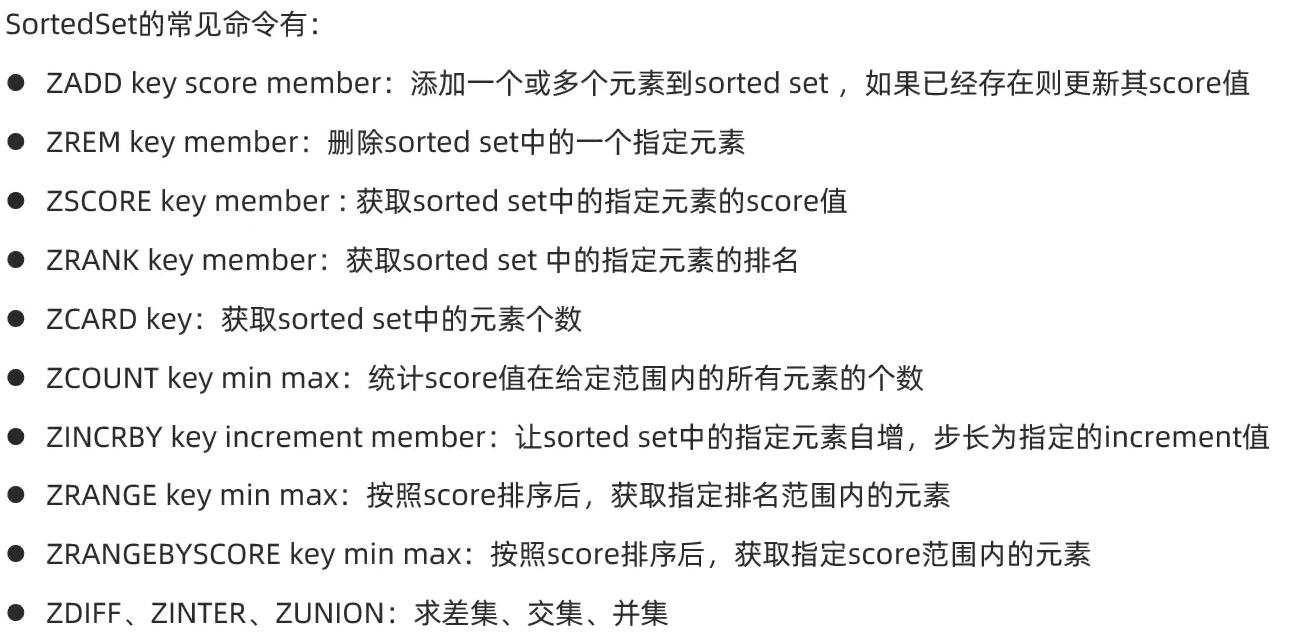 SortedSet的常见命令有：
● ZADD key score member：添加一个或多个元素到sorted set ，如果已经存在则更新其score值
● ZREM key member：删除sorted set中的一个指定元素
● ZSCORE key member : 获取sorted set中的指定元素的score值
● ZRANK key member：获取sorted set 中的指定元素的排名
● ZCARD key：获取sorted set中的元素个数
● ZCOUNT key min max：统计score值在给定范围内的所有元素的个数
● ZINCRBY key increment member：让sorted set中的指定元素自增，步长为指定的increment值
● ZRANGE key min max：按照score排序后，获取指定排名范围内的元素
● ZRANGEBYSCORE key min max：按照score排序后，获取指定score范围内的元素
● ZDIFF、ZINTER、ZUNION：求差集、交集、并集